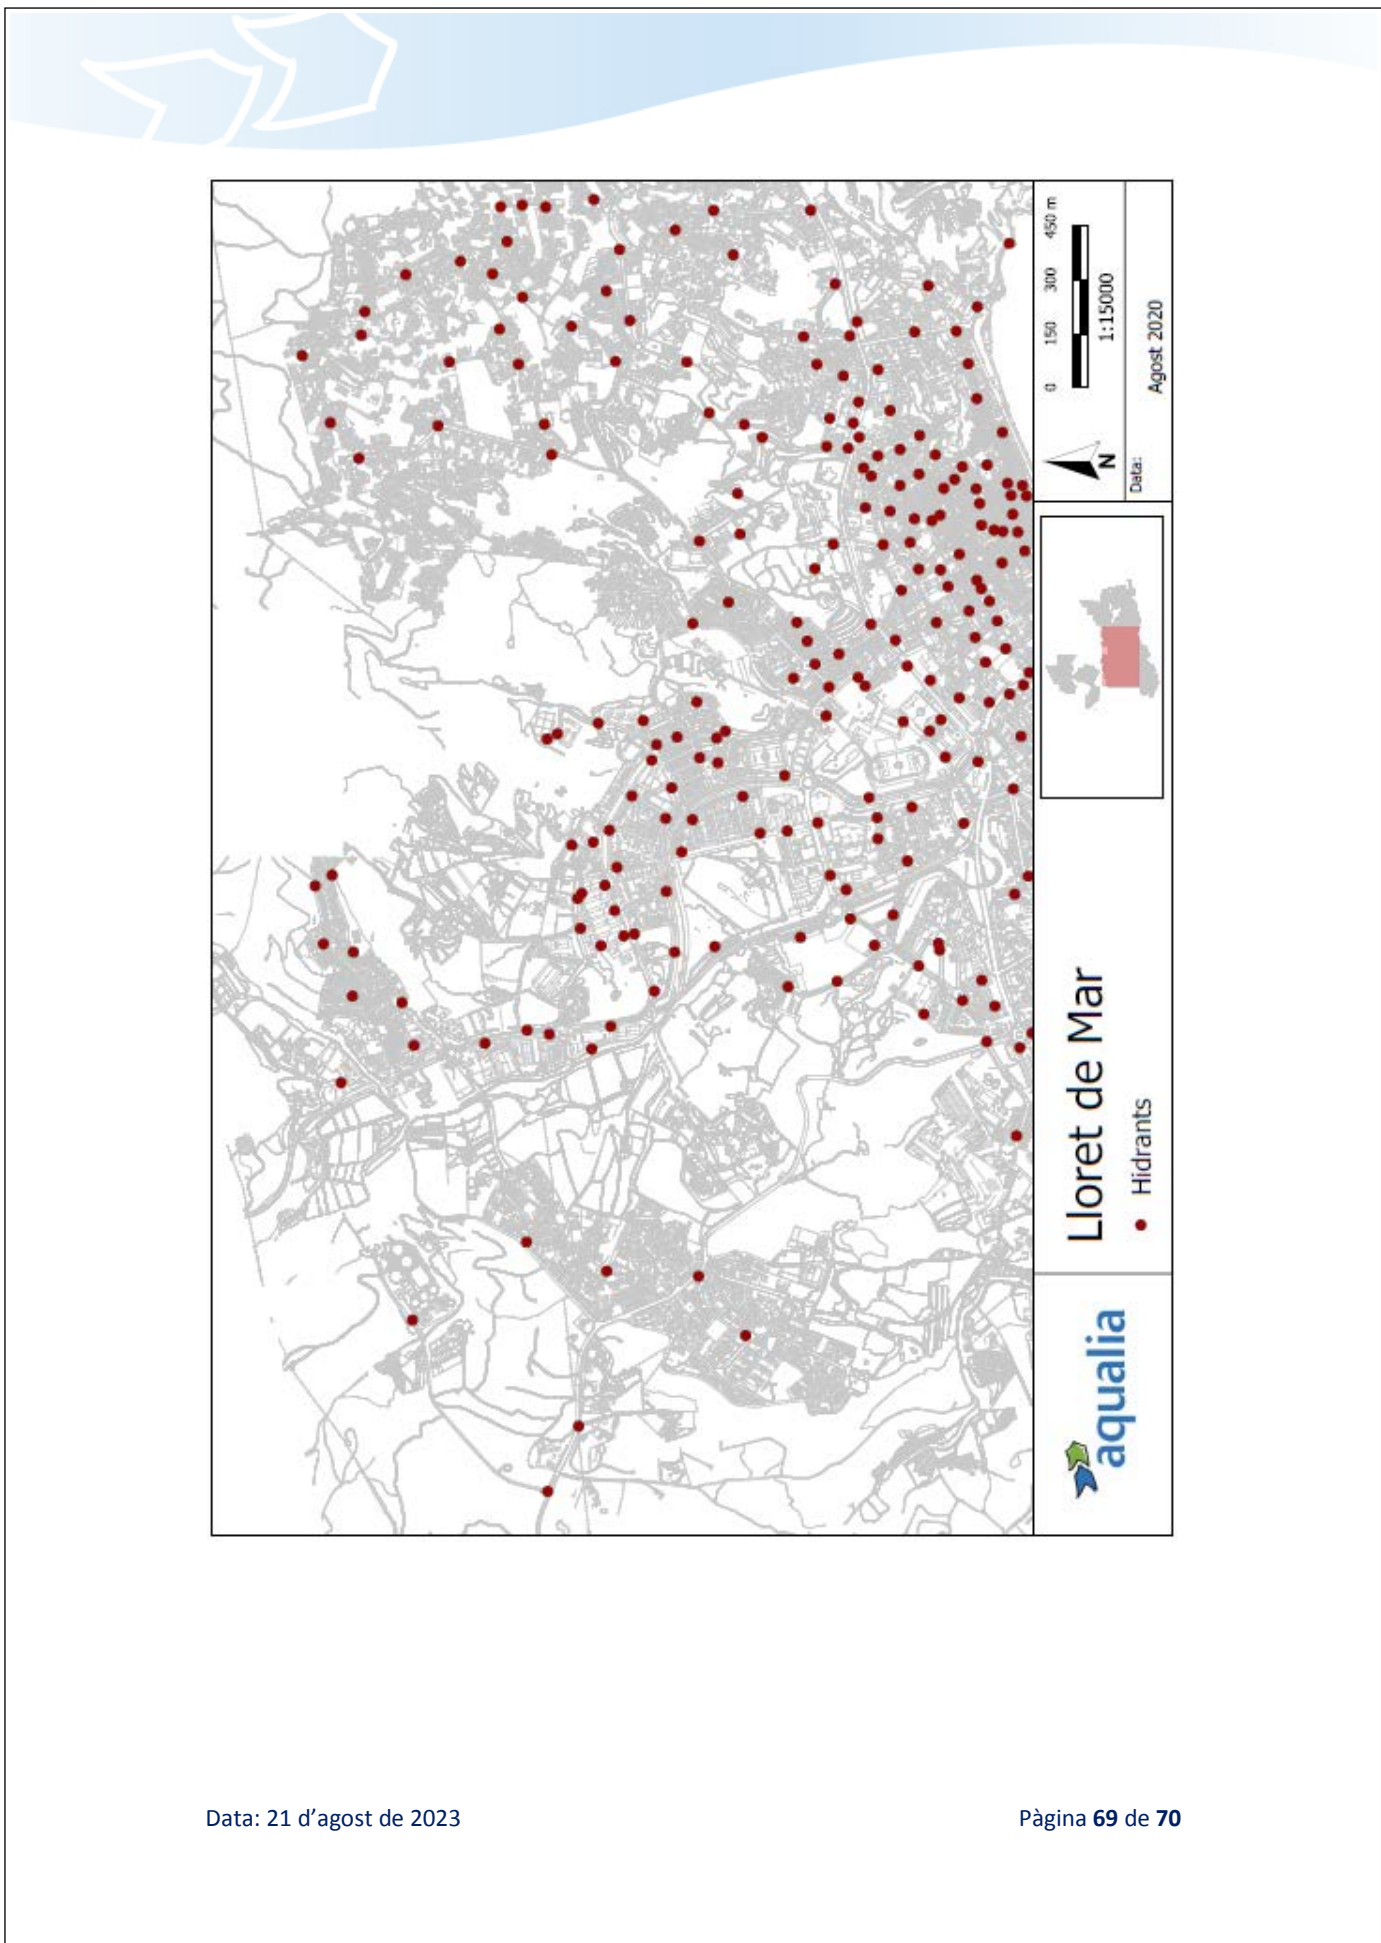 aqualia
Lloret de Mar
Hidrants
0 150 300 450 m
1:15000
N
Data:
Agost 2020
Data: 21 d’agost de 2023
Pàgina 69 de 70